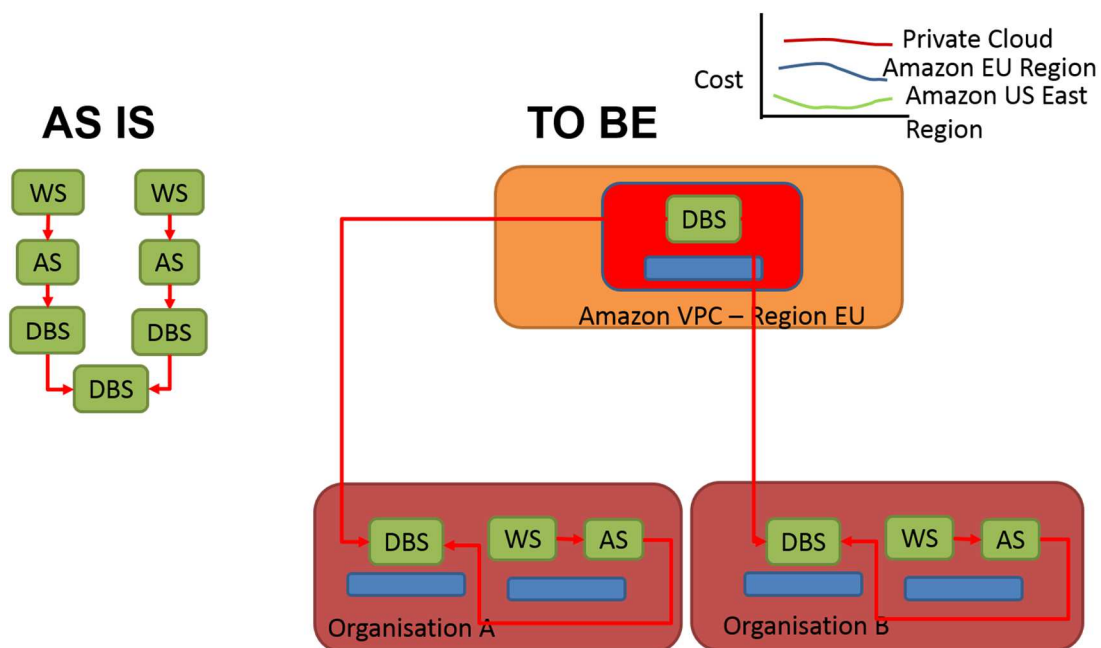 Private Cloud
Amazon EU Region
Cost
Amazon US East
Region
AS IS
TO BE
WS
WS
AS
AS
DBS
DBS
DBS
DBS
Amazon VPC – Region EU
DBS
WS
AS
Organisation A
DBS
WS
AS
Organisation B